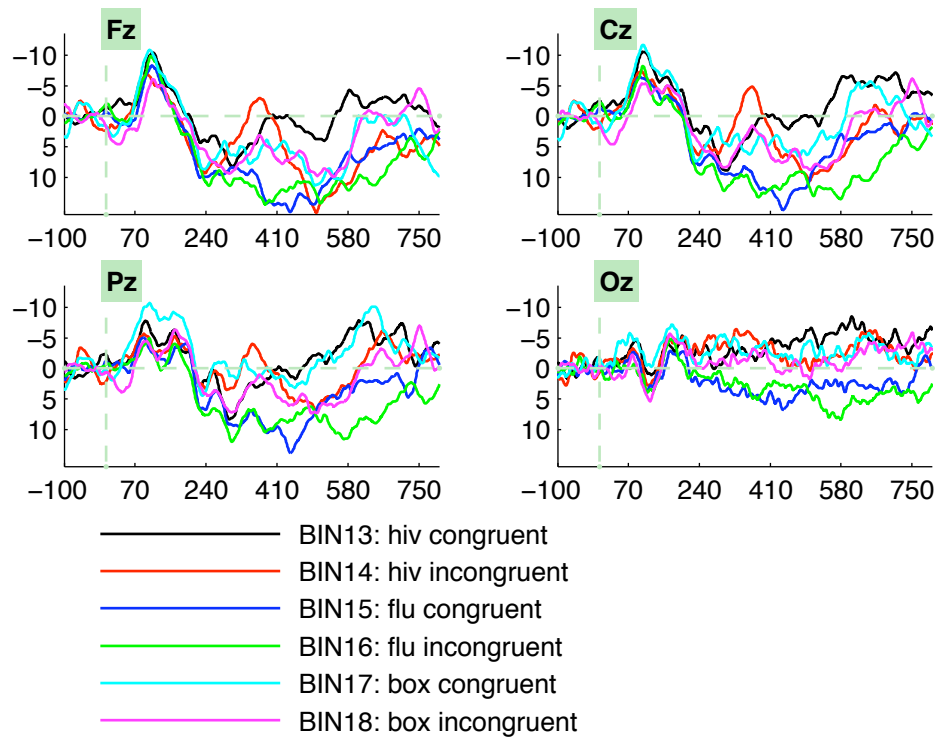 Fz
Cz
−10
−5
0
5
10
−100 70 240 410 580 750
−10
−5
0
5
10
−100 70 240 410 580 750
Pz
Oz
−10
−5
0
5
10
−100 70 240 410 580 750
−10
−5
0
5
10
−100 70 240 410 580 750
BIN13: hiv congruent
BIN14: hiv incongruent
BIN15: flu congruent
BIN16: flu incongruent
BIN17: box congruent
BIN18: box incongruent